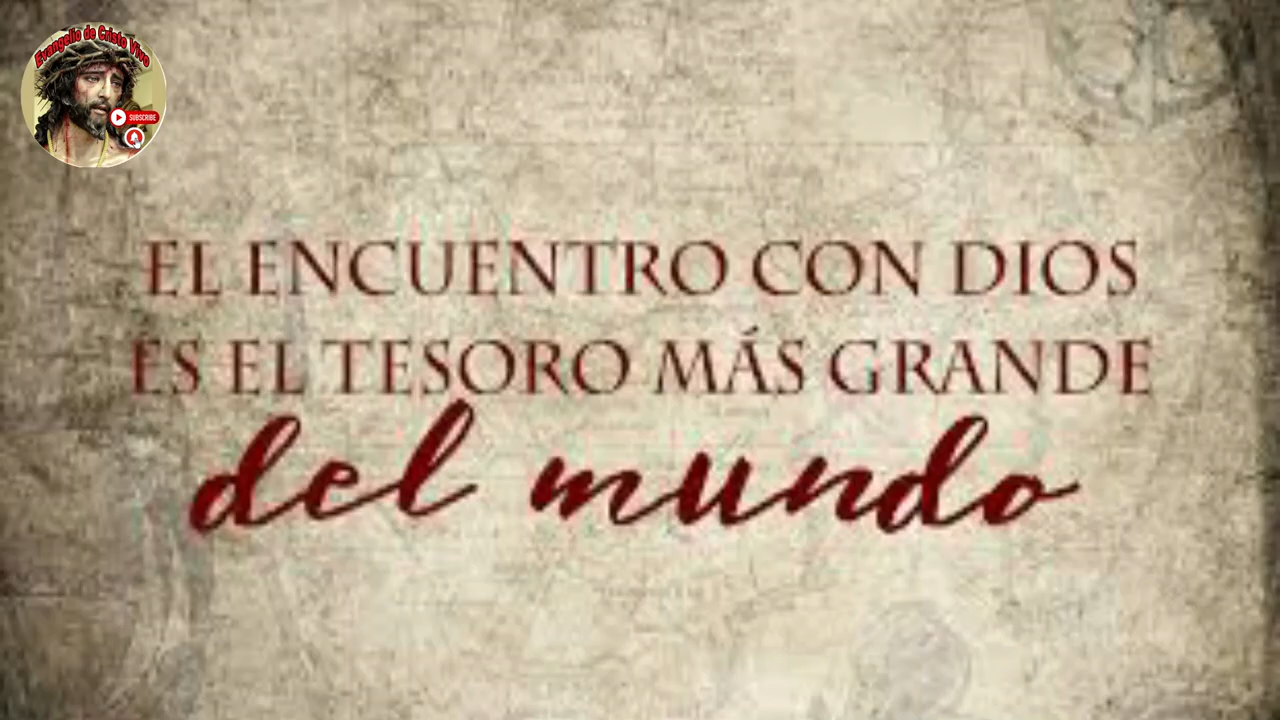 Evangelio de Cristo Vivo
SUBSCRIBE
EL ENCUENTRO CON DIOS
ES EL TESORO MÁS GRANDE
del mundo